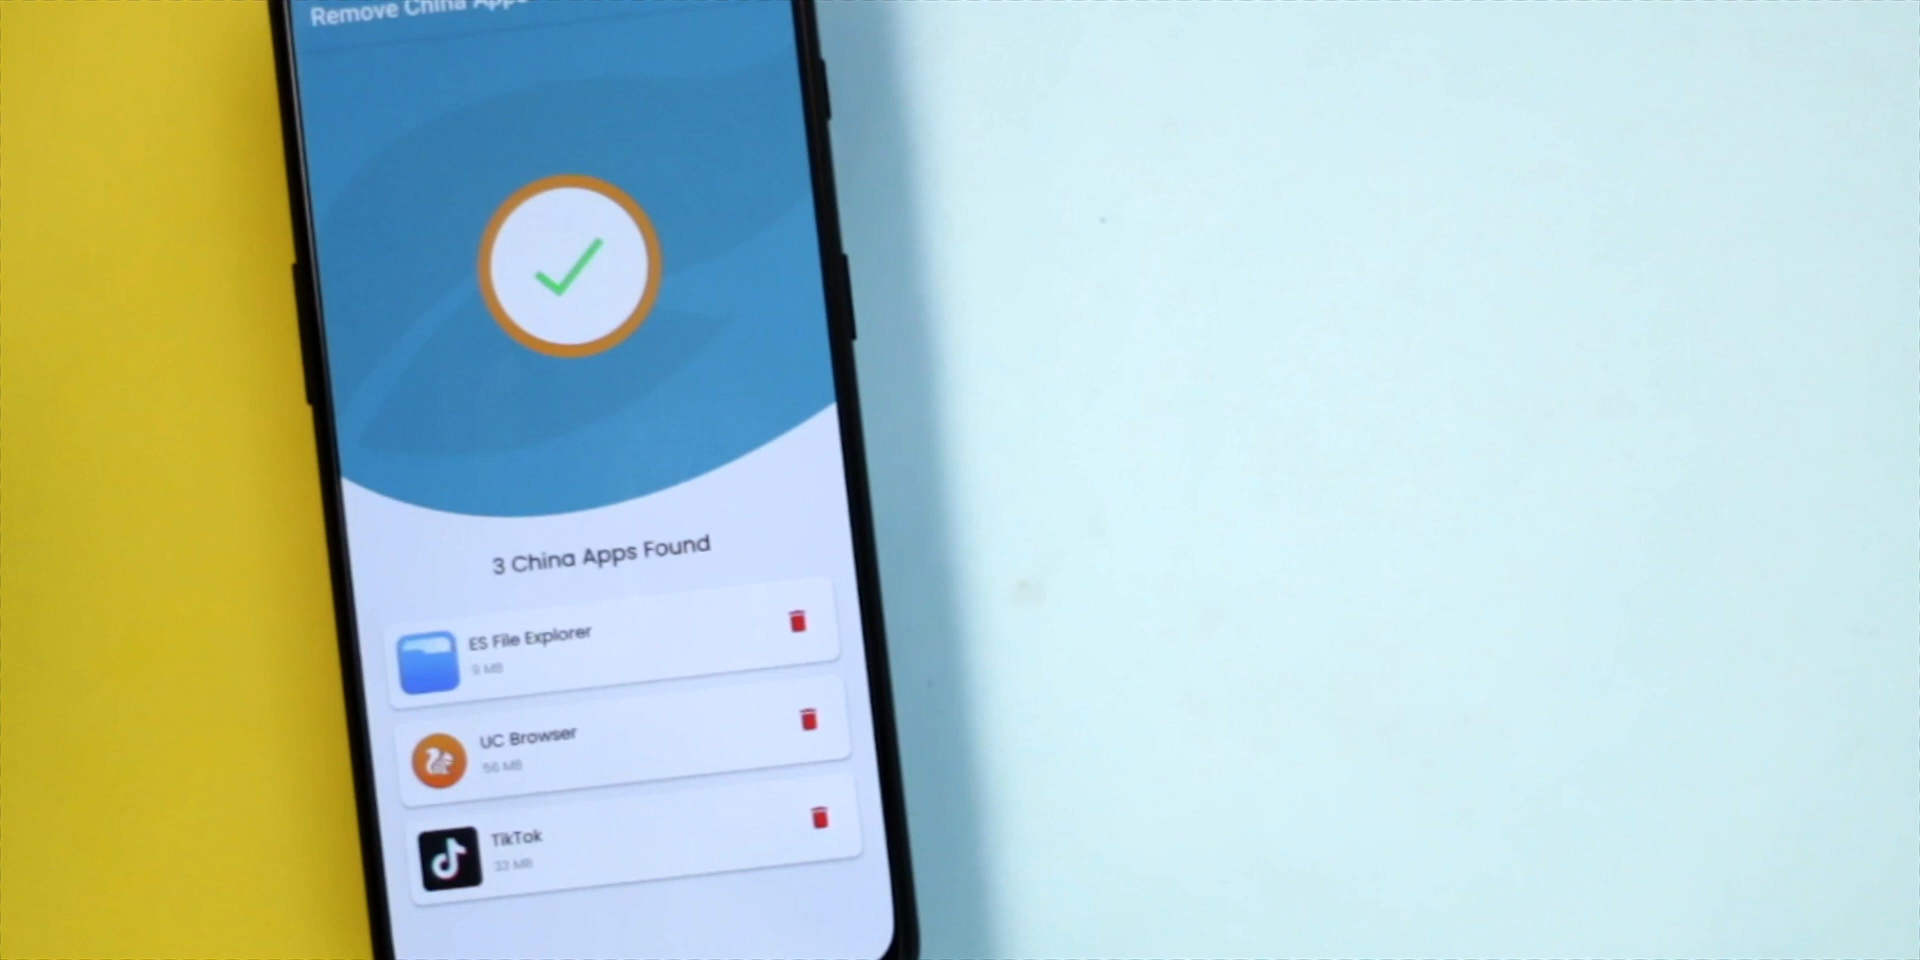 Remove China Apps
3 China Apps Found
ES File Explorer
9 MB
UC Browser
56 MB
TikTok
33 MB